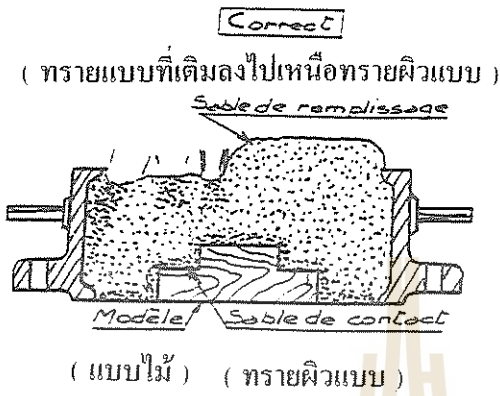 Correct
( ทรายแบบที่เติมลงไปเหนือทรายผิวแบบ )
Sable de remplissage
Modèle Sable de contact
( แบบไม้ ) ( ทรายผิวแบบ )